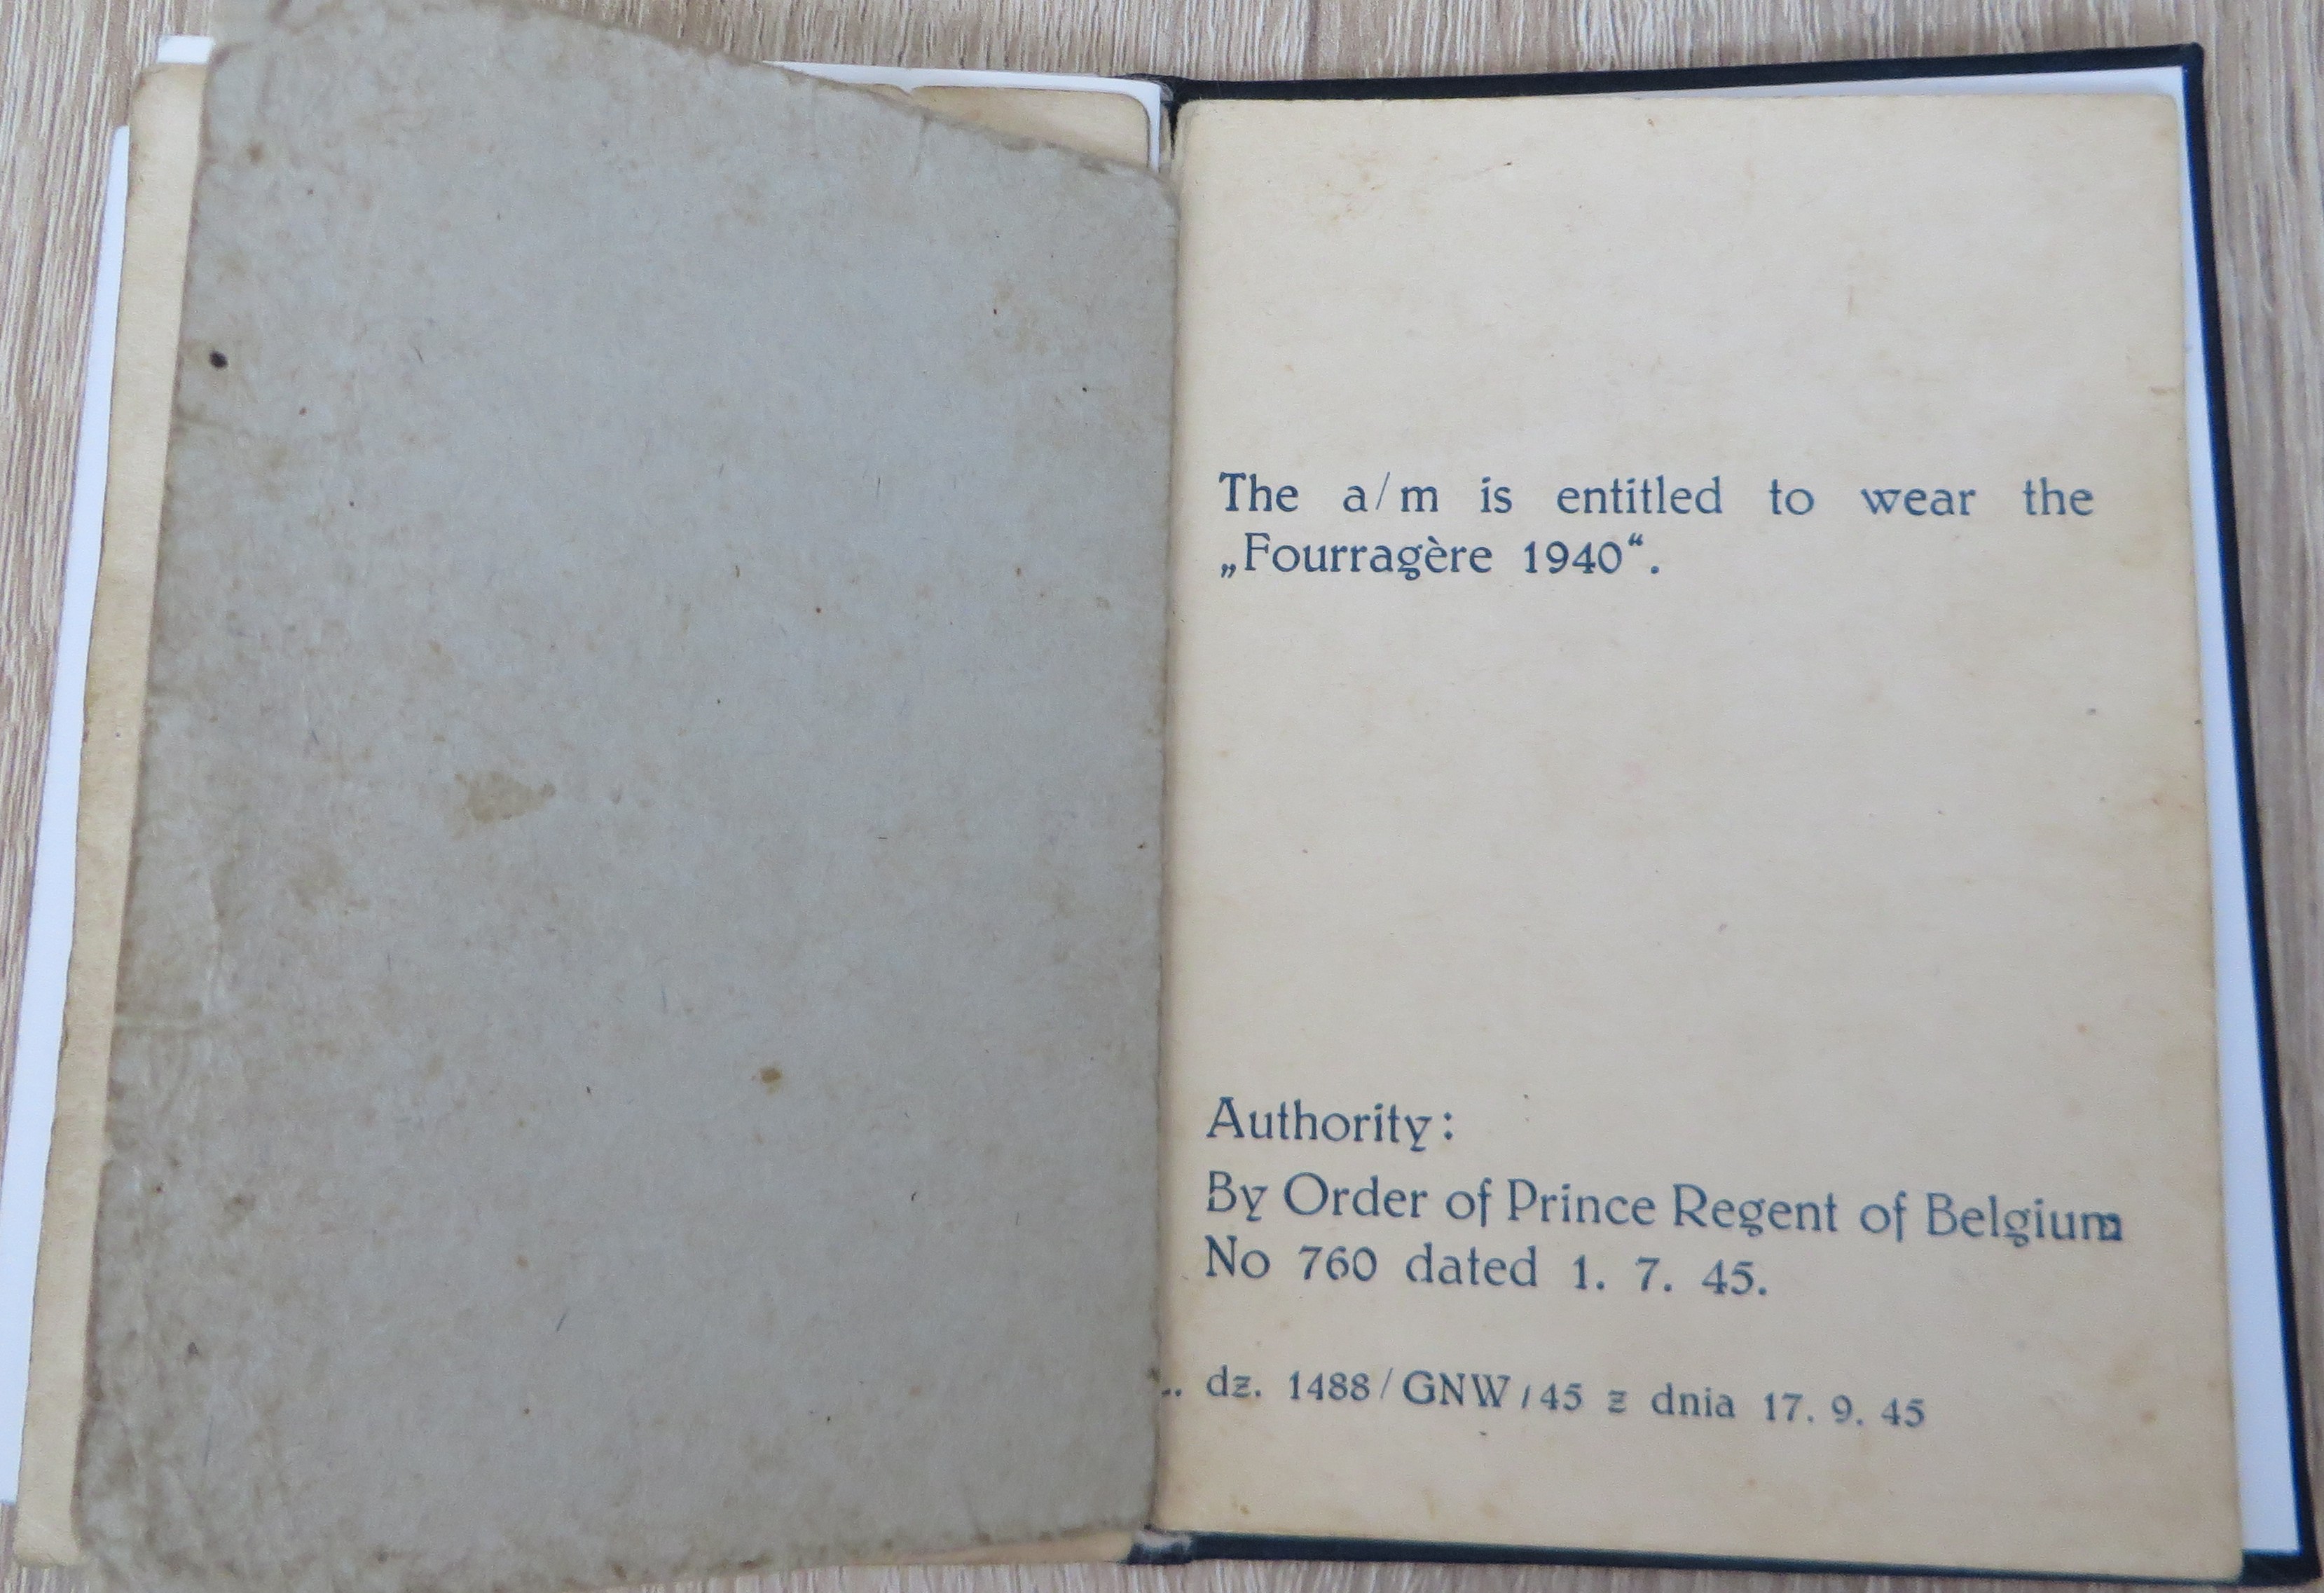 The a/m is entitled to wear the
„Fourragère 1940“.
Authority:
By Order of Prince Regent of Belgium
No 760 dated 1. 7. 45.
dz. 1488/GNW/45 z dnia 17. 9. 45